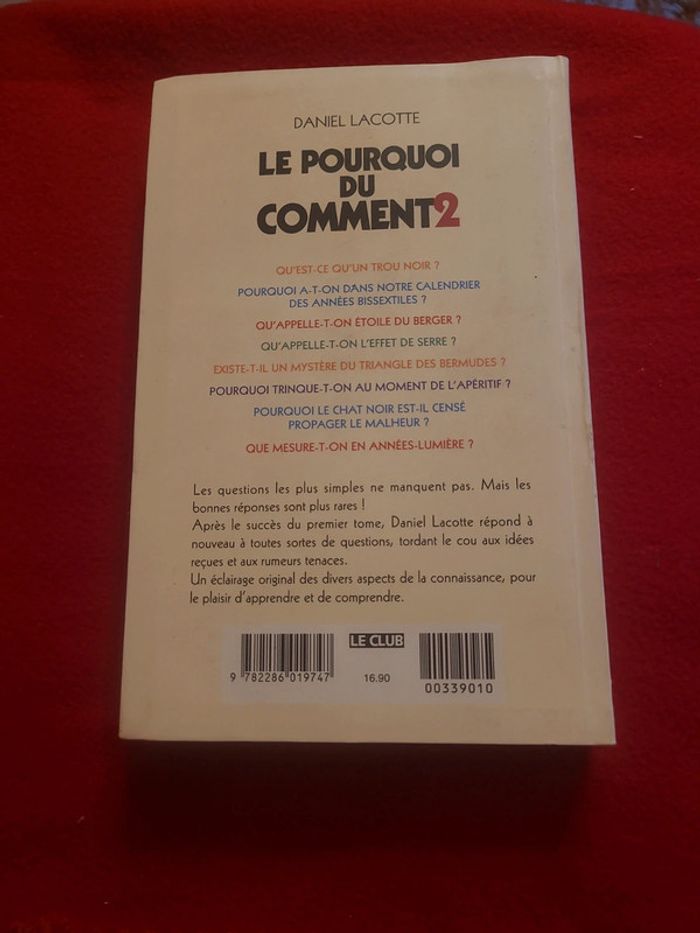 DANIEL LACOTTE
LE POURQUOI
DU
COMMENT2
QU'EST-CE QU'UN TROU NOIR ?
POURQUOI A-T-ON DANS NOTRE CALENDRIER
DES ANNÉES BISSEXTILES ?
QU'APPELLE-T-ON ÉTOILE DU BERGER ?
QU'APPELLE-T-ON L'EFFET DE SERRE ?
EXISTE-T-IL UN MYSTÈRE DU TRIANGLE DES BERMUDES ?
POURQUOI TRINQUE-T-ON AU MOMENT DE L'APÉRITIF ?
POURQUOI LE CHAT NOIR EST-IL CENSÉ
PROPAGER LE MALHEUR ?
QUE MESURE-T-ON EN ANNÉES-LUMIÈRE ?
Les questions les plus simples ne manquent pas. Mais les
bonnes réponses sont plus rares !
Après le succès du premier tome, Daniel Lacotte répond à
nouveau à toutes sortes de questions, tordant le cou aux idées
reçues et aux rumeurs tenaces.
Un éclairage original des divers aspects de la connaissance, pour
le plaisir d'apprendre et de comprendre.
LE CLUB
9 782286 019747
16.90
00339010